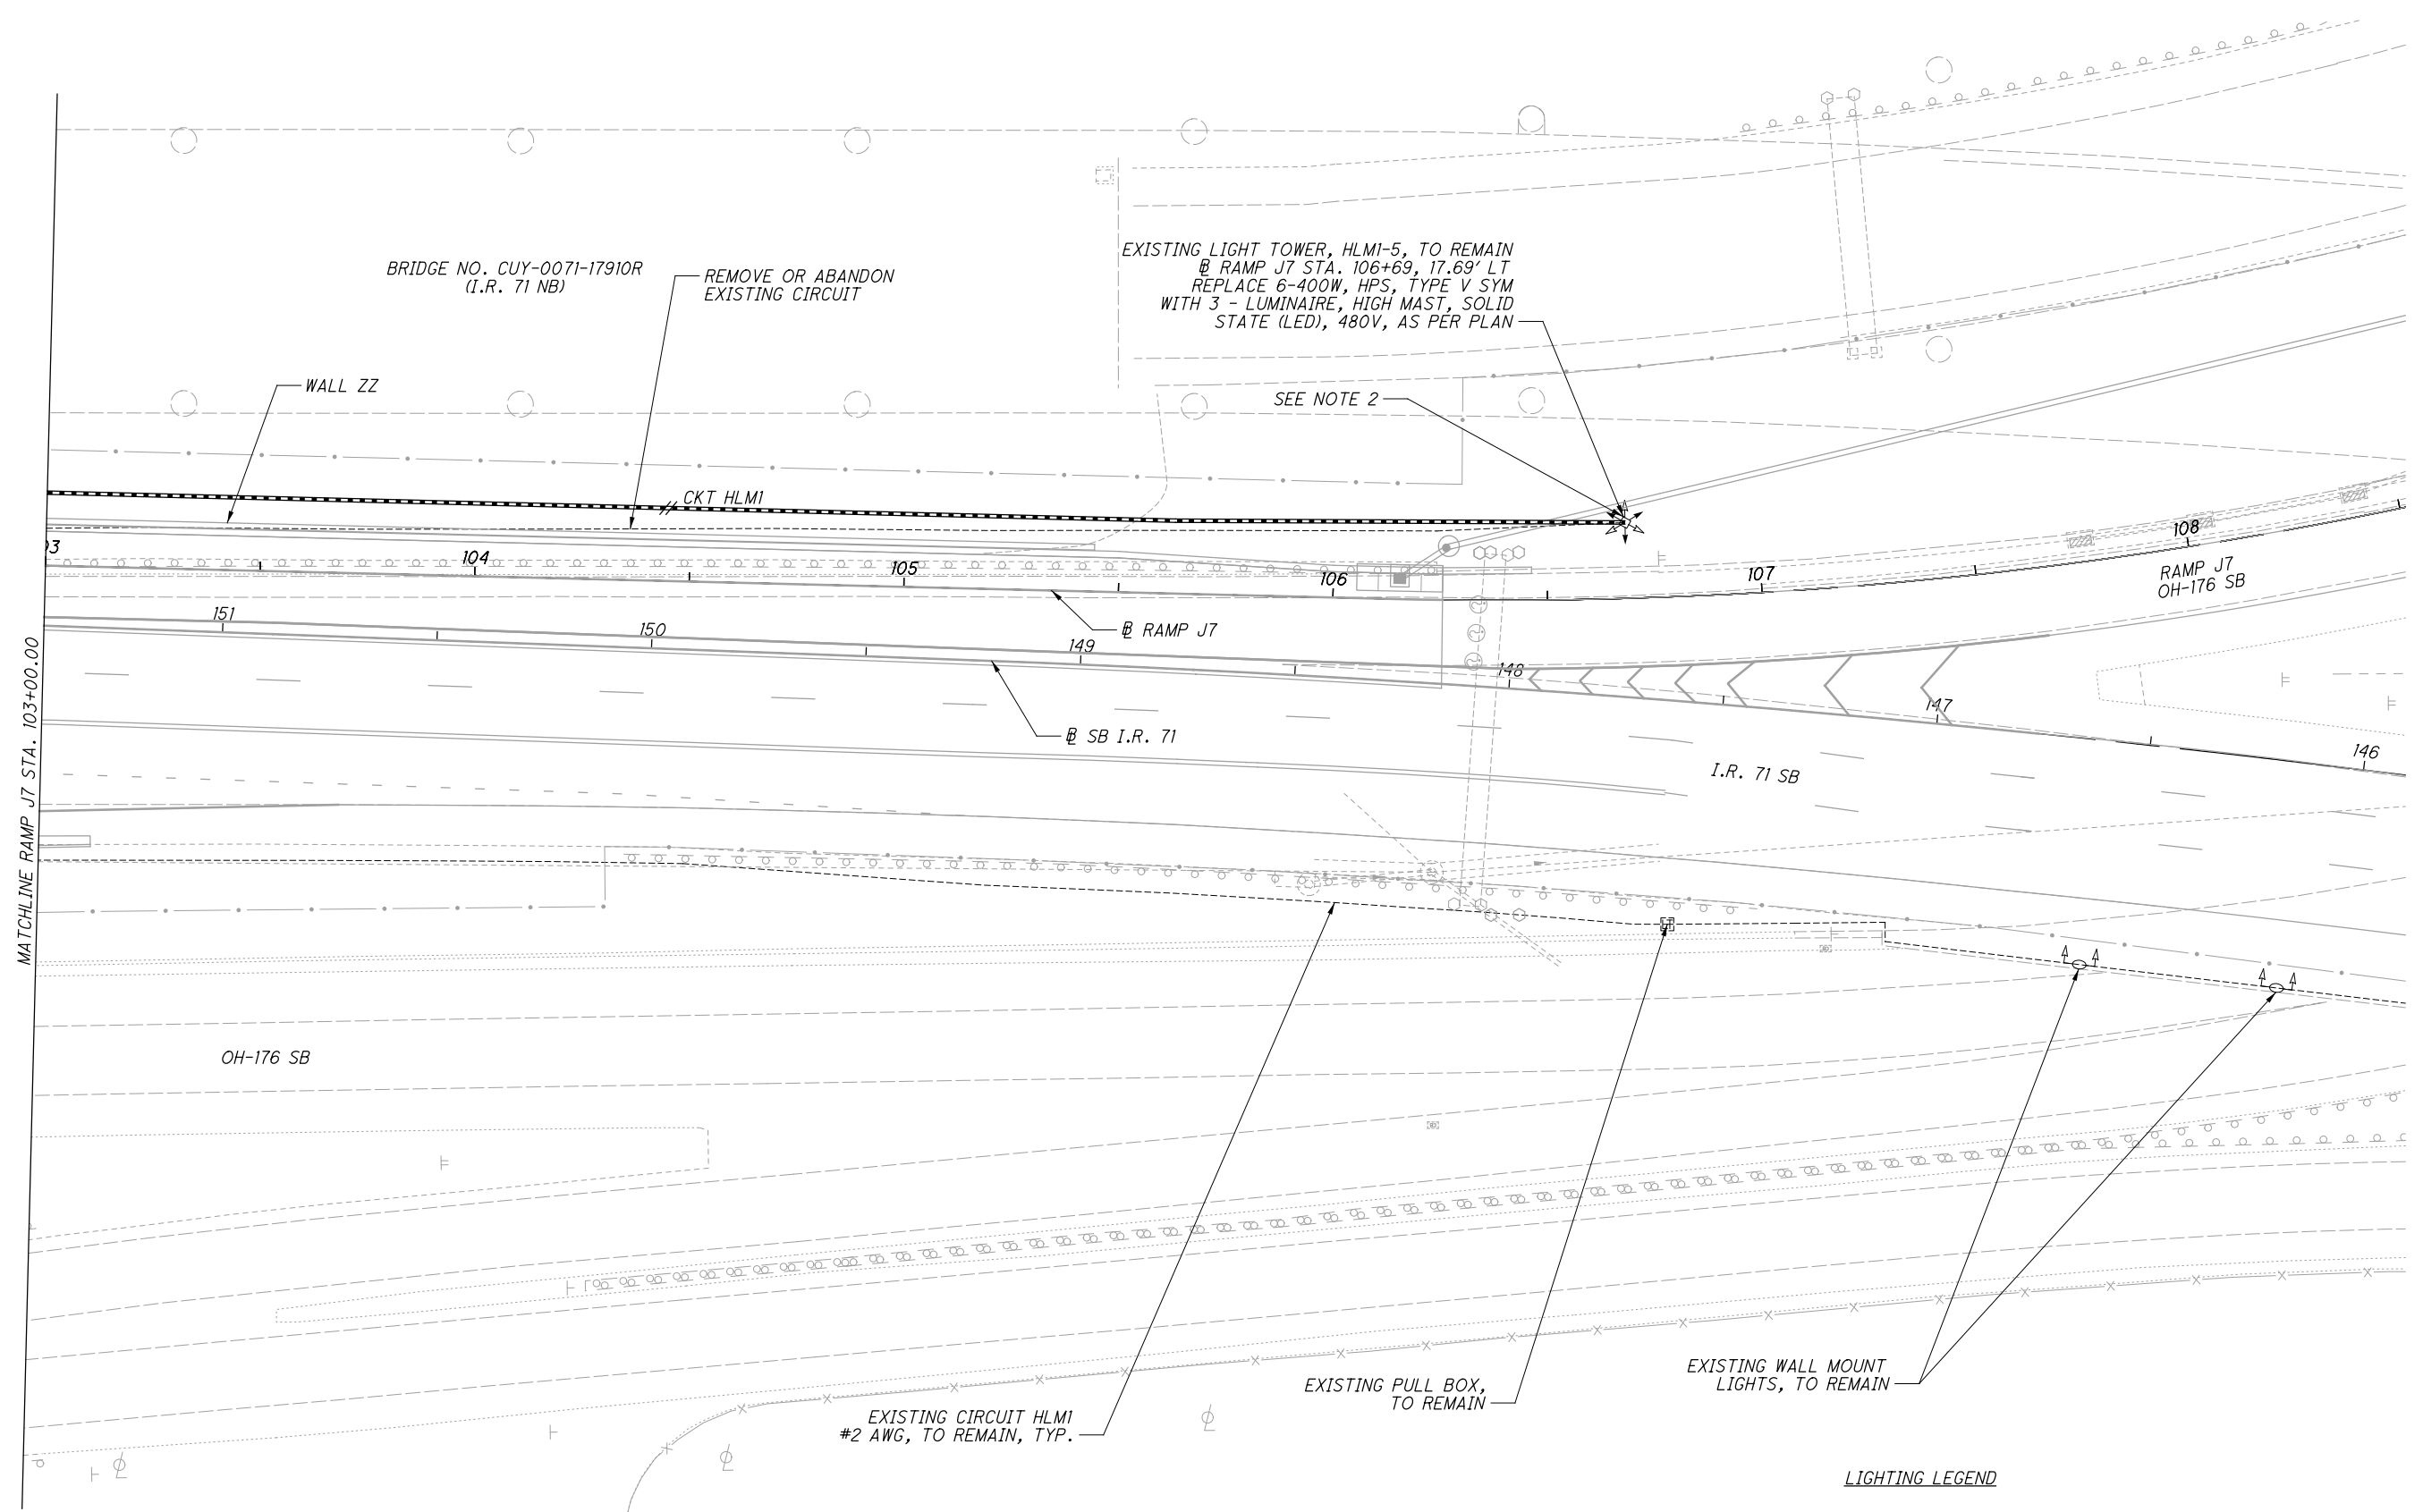 BRIDGE NO. CUY-0071-17910R
(I.R. 71 NB)
REMOVE OR ABANDON
EXISTING CIRCUIT
EXISTING LIGHT TOWER, HLM1-5, TO REMAIN
℄ RAMP J7 STA. 106+69, 17.69' LT
REPLACE 6-400W, HPS, TYPE V SYM
WITH 3 - LUMINAIRE, HIGH MAST, SOLID
STATE (LED), 480V, AS PER PLAN
WALL ZZ
SEE NOTE 2
CKT HLM1
03
104
105
106
107
108
RAMP J7
OH-176 SB
151
150
149
148
147
146
℄ RAMP J7
℄ SB I.R. 71
I.R. 71 SB
MATCHLINE RAMP J7 STA. 103+00.00
OH-176 SB
EXISTING WALL MOUNT
LIGHTS, TO REMAIN
EXISTING PULL BOX,
TO REMAIN
EXISTING CIRCUIT HLM1
#2 AWG, TO REMAIN, TYP.
LIGHTING LEGEND